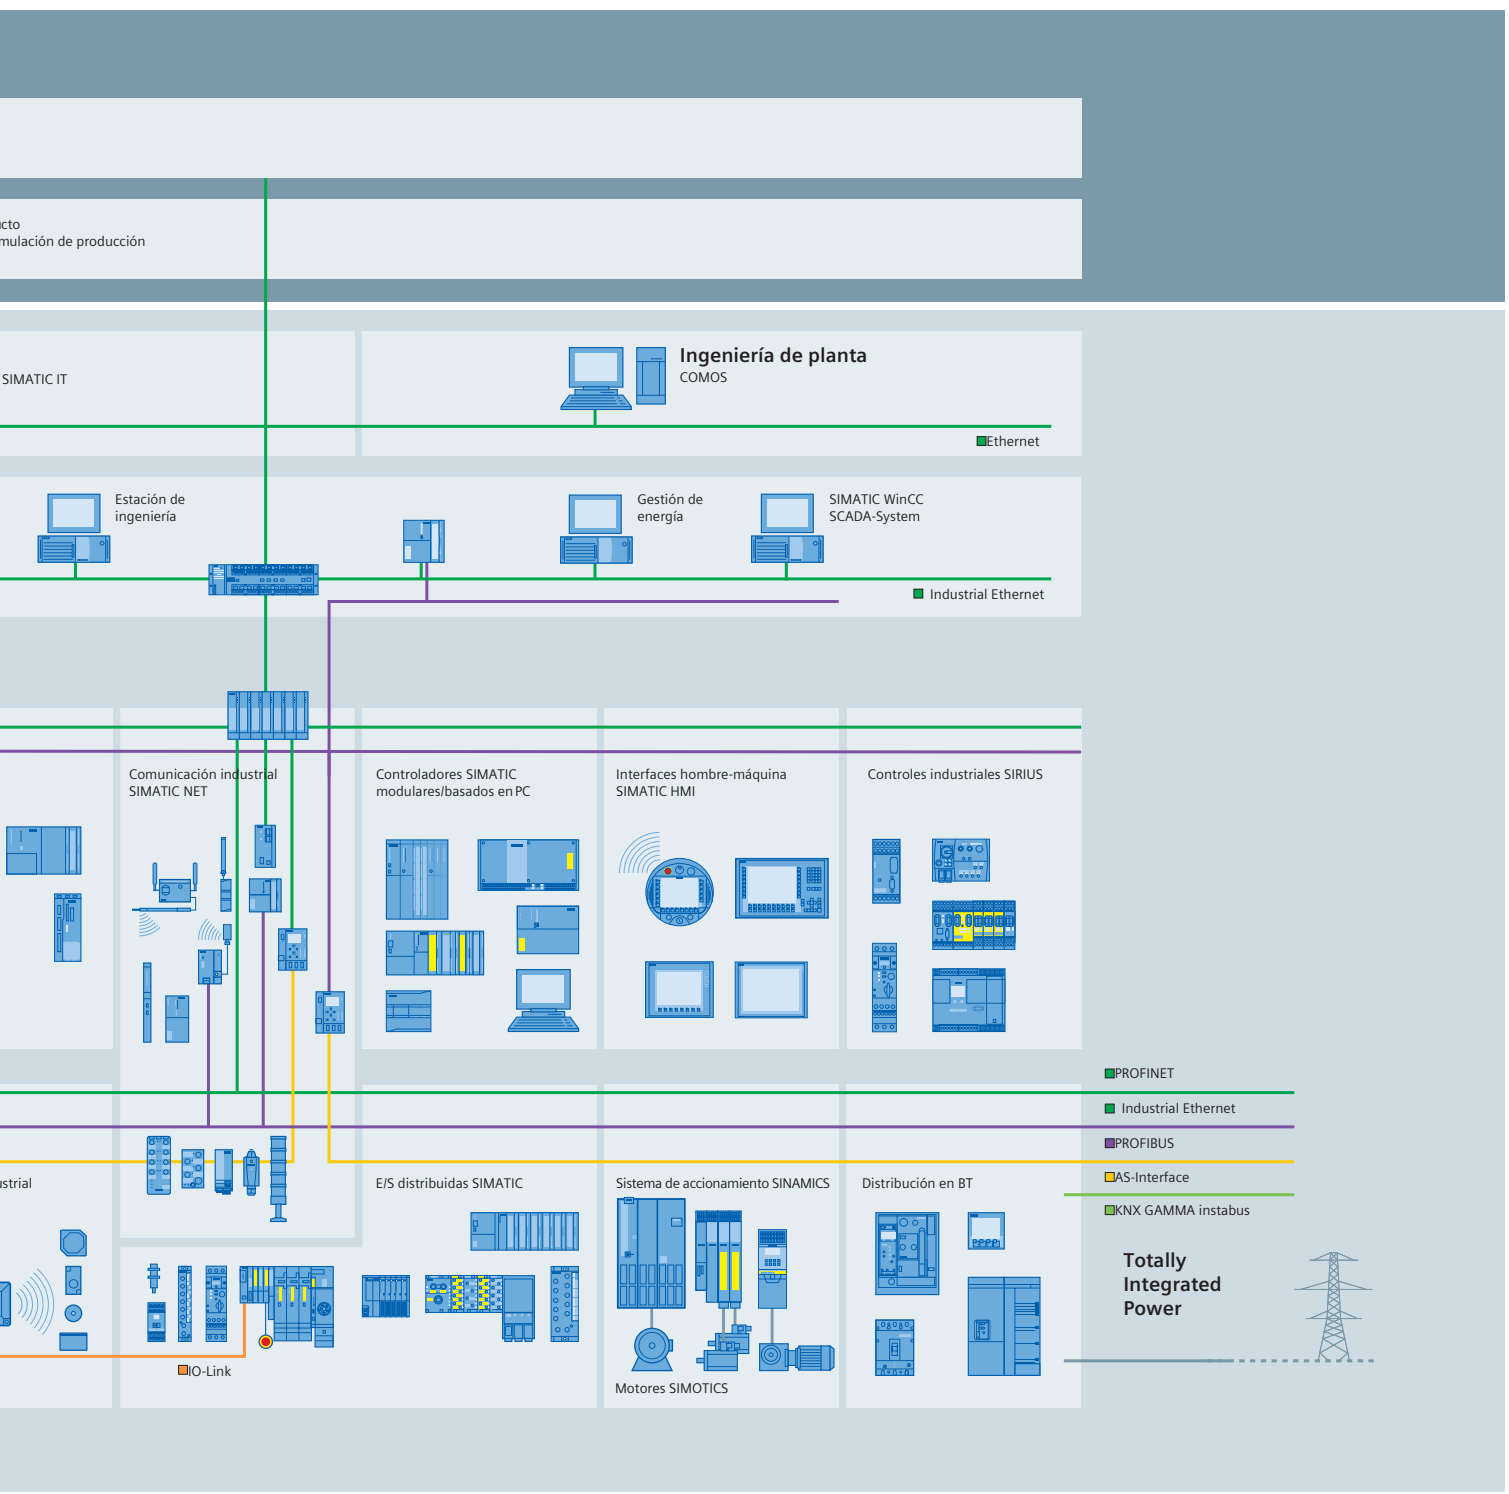 ucto
mulación de producción
Ingeniería de planta
COMOS
SIMATIC IT
Ethernet
Estación de
ingeniería
Gestión de
energía
SIMATIC WinCC
SCADA-System
Industrial Ethernet
Comunicación industrial
SIMATIC NET
Controladores SIMATIC
modulares/basados en PC
Interfaces hombre-máquina
SIMATIC HMI
Controles industriales SIRIUS
PROFINET
Industrial Ethernet
PROFIBUS
AS-Interface
KNX GAMMA instabus
ustrial
E/S distribuidas SIMATIC
Sistema de accionamiento SINAMICS
Distribución en BT
Totally
Integrated
Power
IO-Link
Motores SIMOTICS